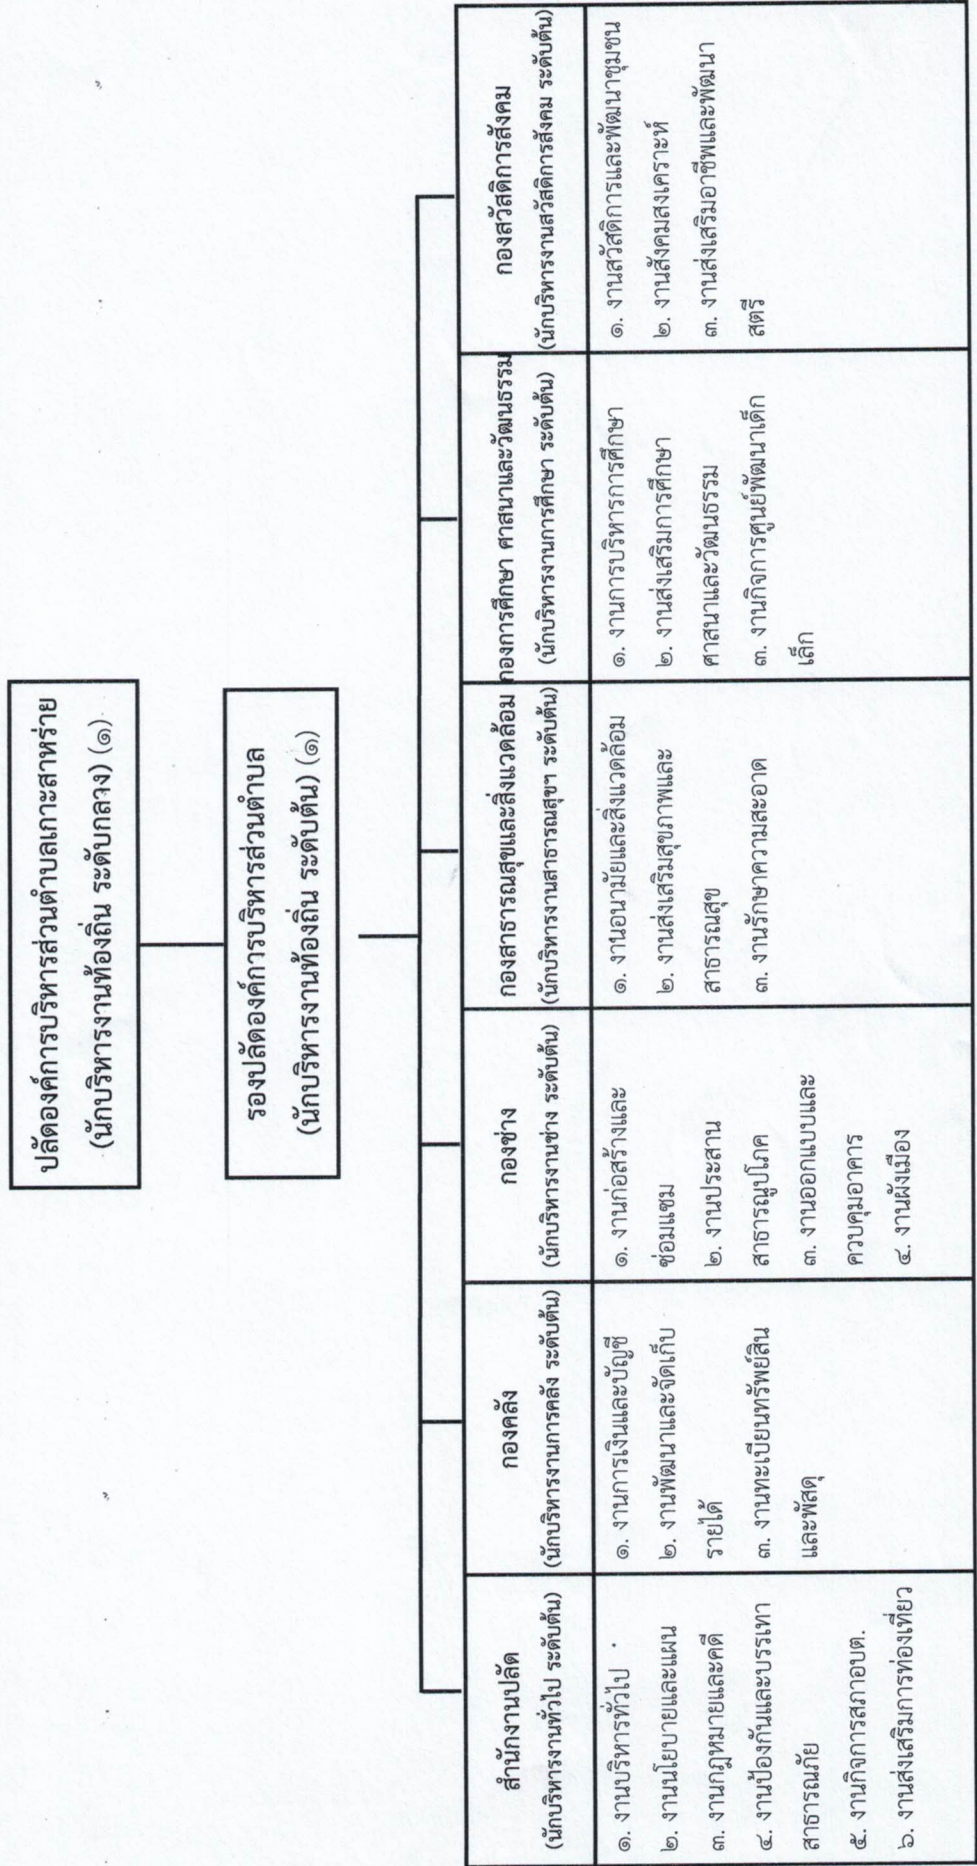 ปลัดองค์การบริหารส่วนตำบลเกาะสาหร่าย
(นักบริหารงานท้องถิ่น ระดับกลาง) (๑)
รองปลัดองค์การบริหารส่วนตำบล
(นักบริหารงานท้องถิ่น ระดับต้น) (๑)
สำนักงานปลัด
(นักบริหารงานทั่วไป ระดับต้น)
๑. งานบริหารทั่วไป
๒. งานนโยบายและแผน
๓. งานกฎหมายและคดี
๔. งานป้องกันและบรรเทา
สาธารณภัย
๕. งานกิจการสภาอบต.
๖. งานส่งเสริมการท่องเที่ยว
กองคลัง
(นักบริหารงานการคลัง ระดับต้น)
๑. งานการเงินและบัญชี
๒. งานพัฒนาและจัดเก็บ
รายได้
๓. งานทะเบียนทรัพย์สิน
และพัสดุ
กองช่าง
(นักบริหารงานช่าง ระดับต้น)
๑. งานก่อสร้างและ
ซ่อมแซม
๒. งานประสาน
สาธารณูปโภค
๓. งานออกแบบและ
ควบคุมอาคาร
๔. งานผังเมือง
กองสาธารณสุขและสิ่งแวดล้อม
(นักบริหารงานสาธารณสุขฯ ระดับต้น)
๑. งานอนามัยและสิ่งแวดล้อม
๒. งานส่งเสริมสุขภาพและ
สาธารณสุข
๓. งานรักษาความสะอาด
กองการศึกษา ศาสนาและวัฒนธรรม
(นักบริหารงานการศึกษา ระดับต้น)
๑. งานการบริหารการศึกษา
๒. งานส่งเสริมการศึกษา
ศาสนาและวัฒนธรรม
๓. งานกิจการศูนย์พัฒนาเด็ก
เล็ก
กองสวัสดิการสังคม
(นักบริหารงานสวัสดิการสังคม ระดับต้น)
๑. งานสวัสดิการและพัฒนาชุมชน
๒. งานสังคมสงเคราะห์
๓. งานส่งเสริมอาชีพและพัฒนา
สตรี